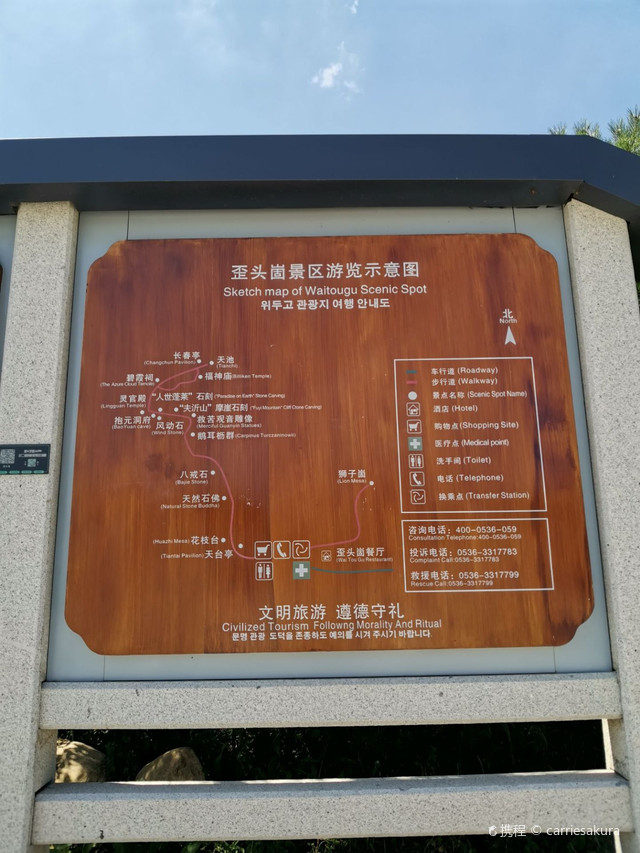 歪头崮景区游览示意图
Sketch map of Waitougu Scenic Spot
위두고 관광지 여행 안내도
北
North
长春亭
(Changchun Pavilion)
天池
(Tianchi)
碧霞祠
(The Azure Cloud Temple)
福神庙(Billiken Temple)
灵官殿
(Lingguan Temple)
“人世蓬莱”石刻("Paradise on Earth" Stone Carving)
“夫沂山”摩崖石刻
抱元洞府
(BaoYuan cave)
风动石
(Wind Stone)
救苦观音雕像
(Merciful Guanyin Statues)
鹅耳枥群(Carpinus Turczaninowii)
八戒石
(Bajie Stone)
天然石佛
(Natural Stone Buddha)
狮子崮
(Lion Mesa)
(Huazhi Mesa)花枝台
(Tiantai Pavilion)天台亭
歪头崮餐厅
(Wai Tou Gu Restaurant)
车行道 (Roadway)
步行道 (Walkway)
景点名称 (Scenic Spot Name)
酒店 (Hotel)
购物点 (Shopping Site)
医疗点 (Medical point)
洗手间 (Toilet)
电话 (Telephone)
换乘点 (Transfer Station)
咨询电话：400-0536-059
Consultation Telephone:400-0536-059
投诉电话：0536-3317783
Complaint Call:0536-3317783
救援电话：0536-3317799
Rescue Call:0536-3317799
文明旅游 遵德守礼
Civilized Tourism Followng Morality And Ritual
문명 관광 도덕을 존중하도 예의를 시켜 주시기 바랍니다.
携程 © carriesakura